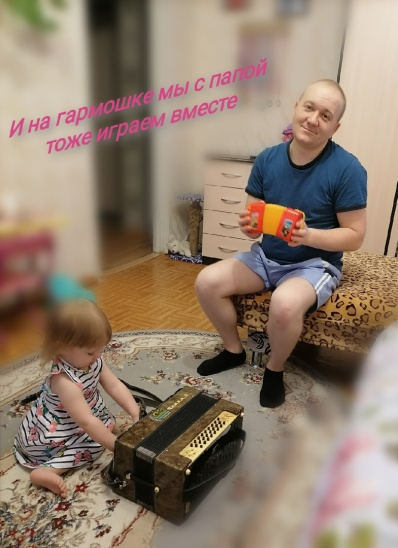 И на гармошке мы с папой
тоже играем вместе